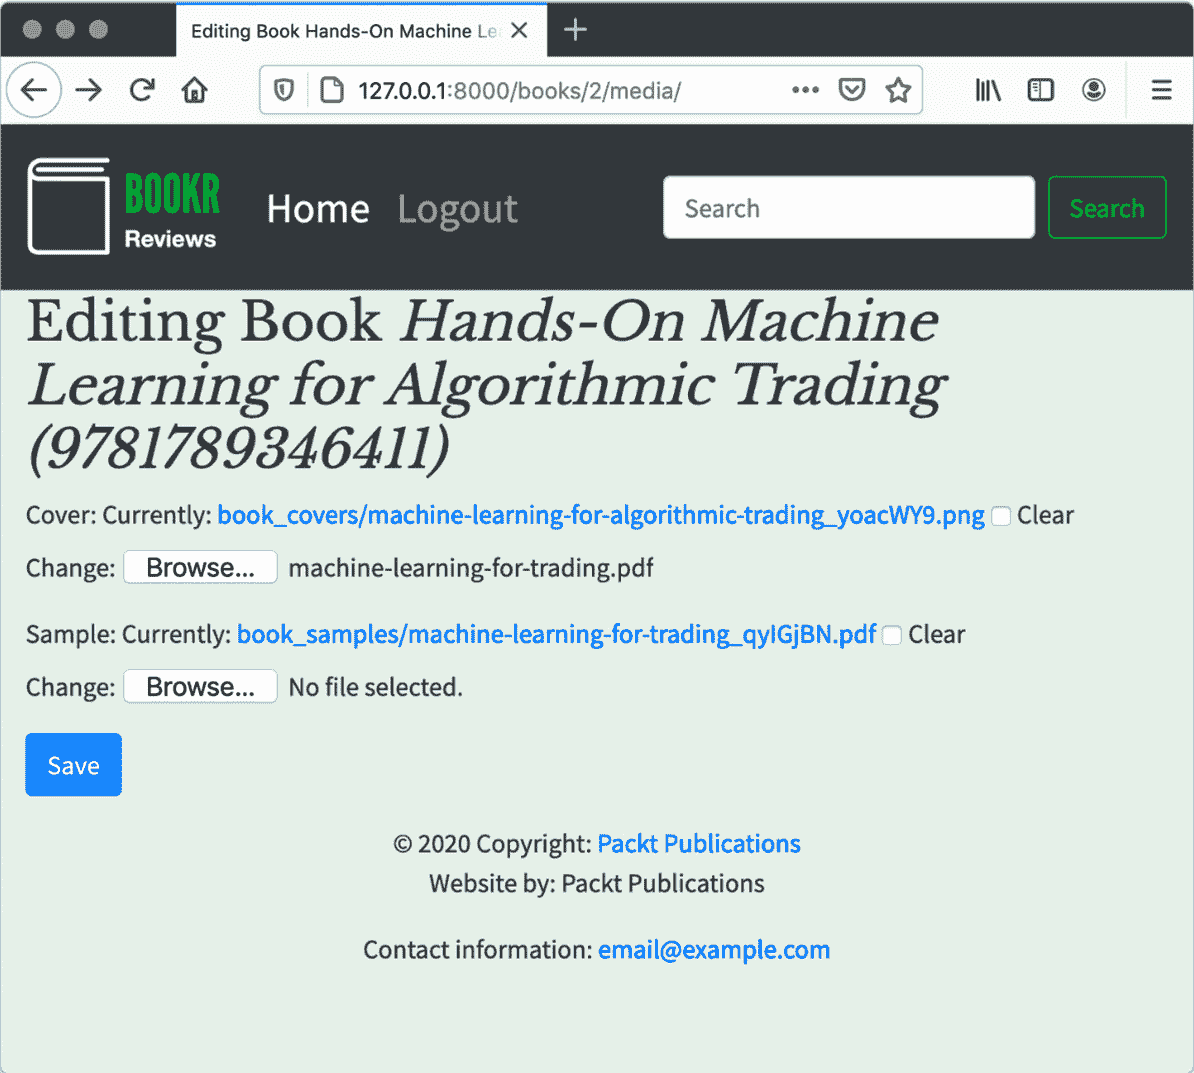 Editing Book Hands-On Machine Le
127.0.0.1:8000/books/2/media/
BOOKR
Reviews
Home
Logout
Search
Search
Editing Book Hands-On Machine
Learning for Algorithmic Trading
(9781789346411)
Cover: Currently: book_covers/machine-learning-for-algorithmic-trading_yoacWY9.png Clear
Change: Browse... machine-learning-for-trading.pdf
Sample: Currently: book_samples/machine-learning-for-trading_qyIGjBN.pdf Clear
Change: Browse... No file selected.
Save
© 2020 Copyright: Packt Publications
Website by: Packt Publications
Contact information: email@example.com